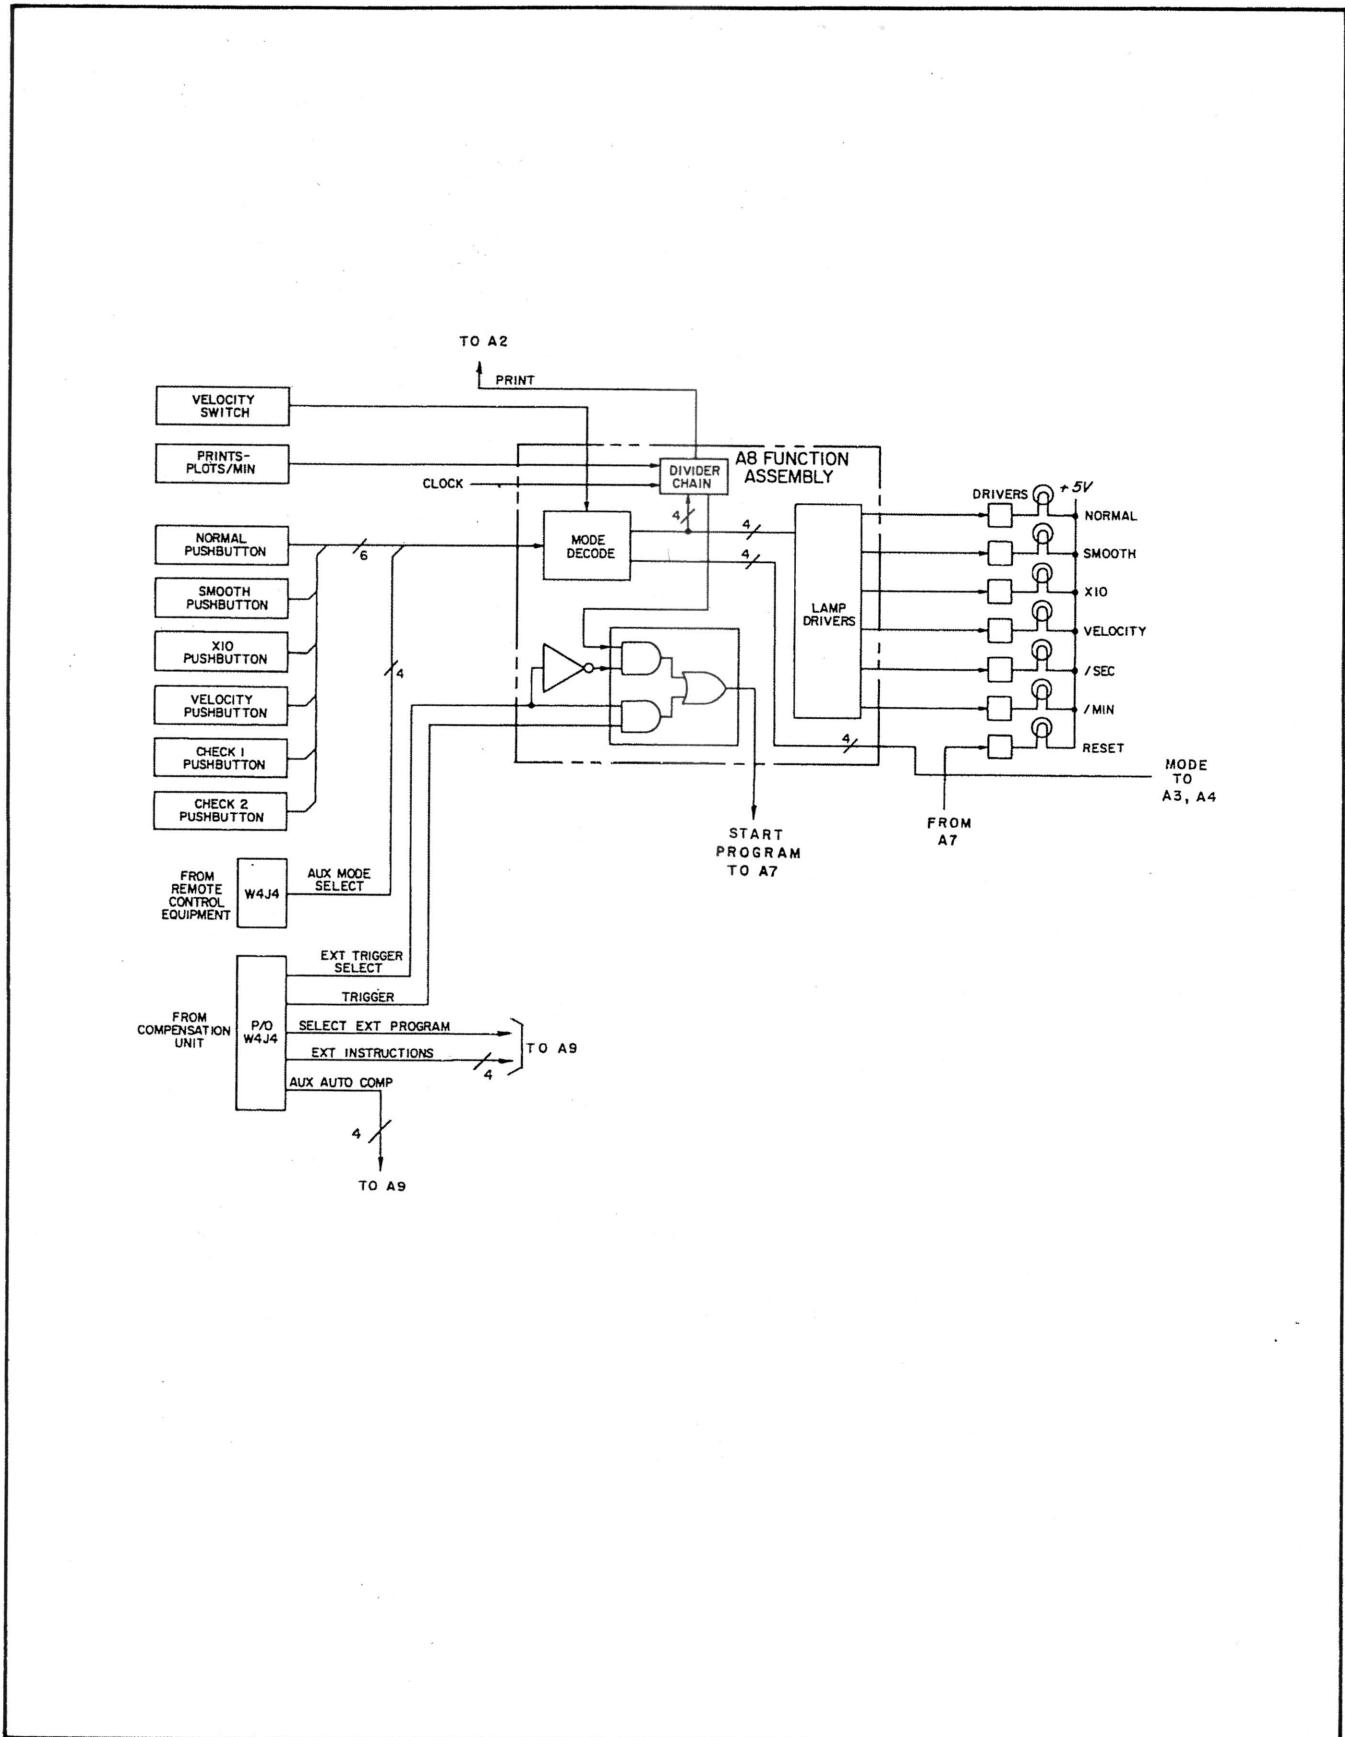 TO A2
PRINT
VELOCITY
SWITCH
PRINTS-
PLOTS/MIN
CLOCK
DIVIDER
CHAIN
A8 FUNCTION
ASSEMBLY
4
NORMAL
PUSHBUTTON
6
MODE
DECODE
4
4
SMOOTH
PUSHBUTTON
X10
PUSHBUTTON
4
VELOCITY
PUSHBUTTON
CHECK 1
PUSHBUTTON
CHECK 2
PUSHBUTTON
LAMP
DRIVERS
4
DRIVERS
+5V
NORMAL
SMOOTH
X10
VELOCITY
/SEC
/MIN
RESET
MODE
TO
A3, A4
FROM
A7
START
PROGRAM
TO A7
FROM
REMOTE
CONTROL
EQUIPMENT
W4J4
AUX MODE
SELECT
EXT TRIGGER
SELECT
TRIGGER
FROM
COMPENSATION
UNIT
P/O
W4J4
SELECT EXT PROGRAM
EXT INSTRUCTIONS
4
TO A9
AUX AUTO COMP
4
TO A9